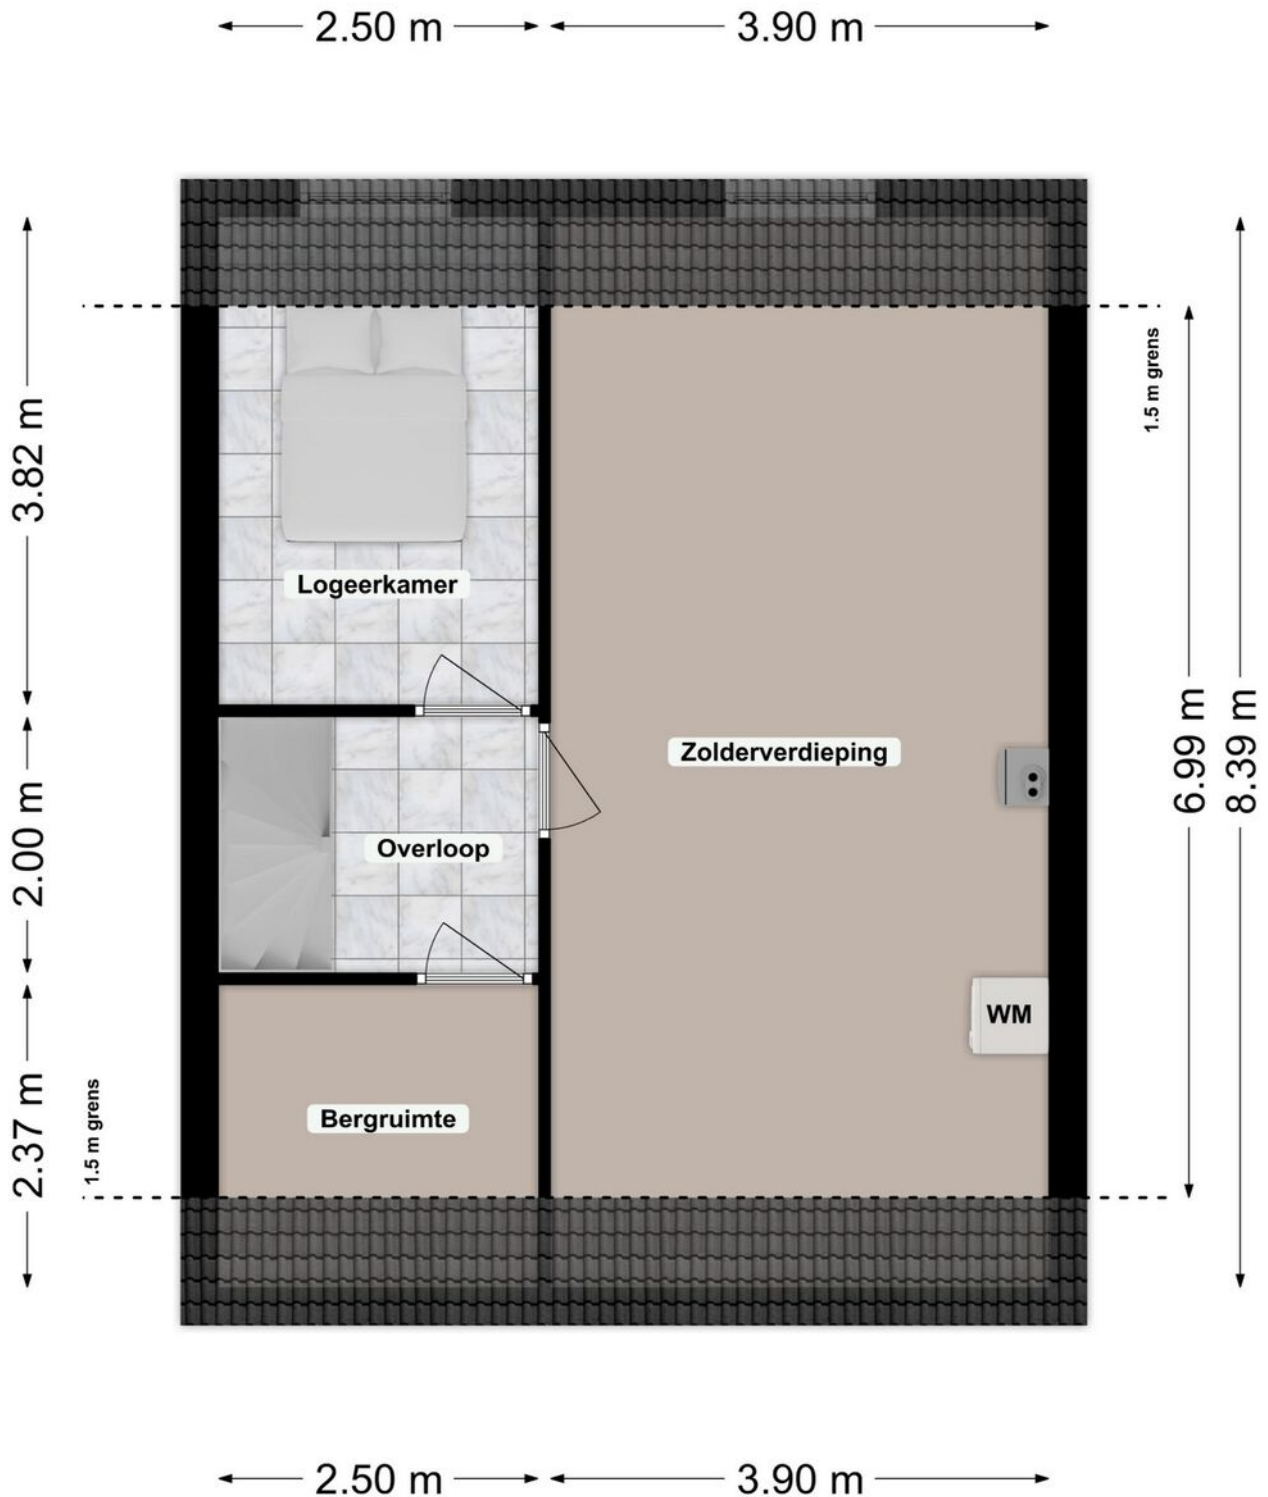 2.50 m
3.90 m
3.82 m
1.5 m grens
Logeerkamer
6.99 m
8.39 m
Zolderverdieping
2.00 m
Overloop
WM
2.37 m
1.5 m grens
Bergruimte
2.50 m
3.90 m